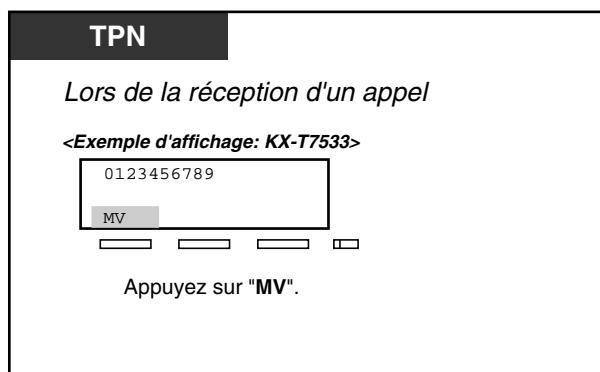 TPN
Lors de la réception d'un appel
<Exemple d'affichage: KX-T7533>
0123456789
MV
Appuyez sur "MV".